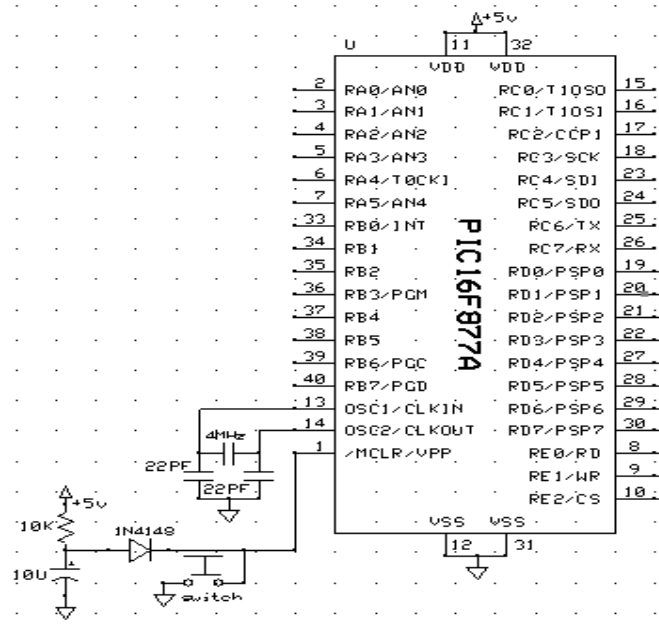 +5v
U
11 32
VDD VDD
2 RA0/AN0 RC0/T1OSO 15
3 RA1/AN1 RC1/T1OSI 16
4 RA2/AN2 RC2/CCP1 17
5 RA3/AN3 RC3/SCK 18
6 RA4/T0CKI RC4/SDI 23
7 RA5/AN4 RC5/SDO 24
33 RB0/INT RC6/TX 25
34 RB1 RC7/RX 26
35 RB2 RD0/PSP0 19
36 RB3/PGM RD1/PSP1 20
37 RB4 RD2/PSP2 21
38 RB5 RD3/PSP3 22
39 RB6/PGC RD4/PSP4 27
40 RB7/PGD RD5/PSP5 28
13 OSC1/CLKIN RD6/PSP6 29
14 OSC2/CLKOUT RD7/PSP7 30
1 /MCLR/VPP RE0/RD 8
RE1/WR 9
RE2/CS 10
PIC16F877A
VSS VSS
12 31
4MHz
22PF
22PF
+5v
10K
1N4148
10U
switch